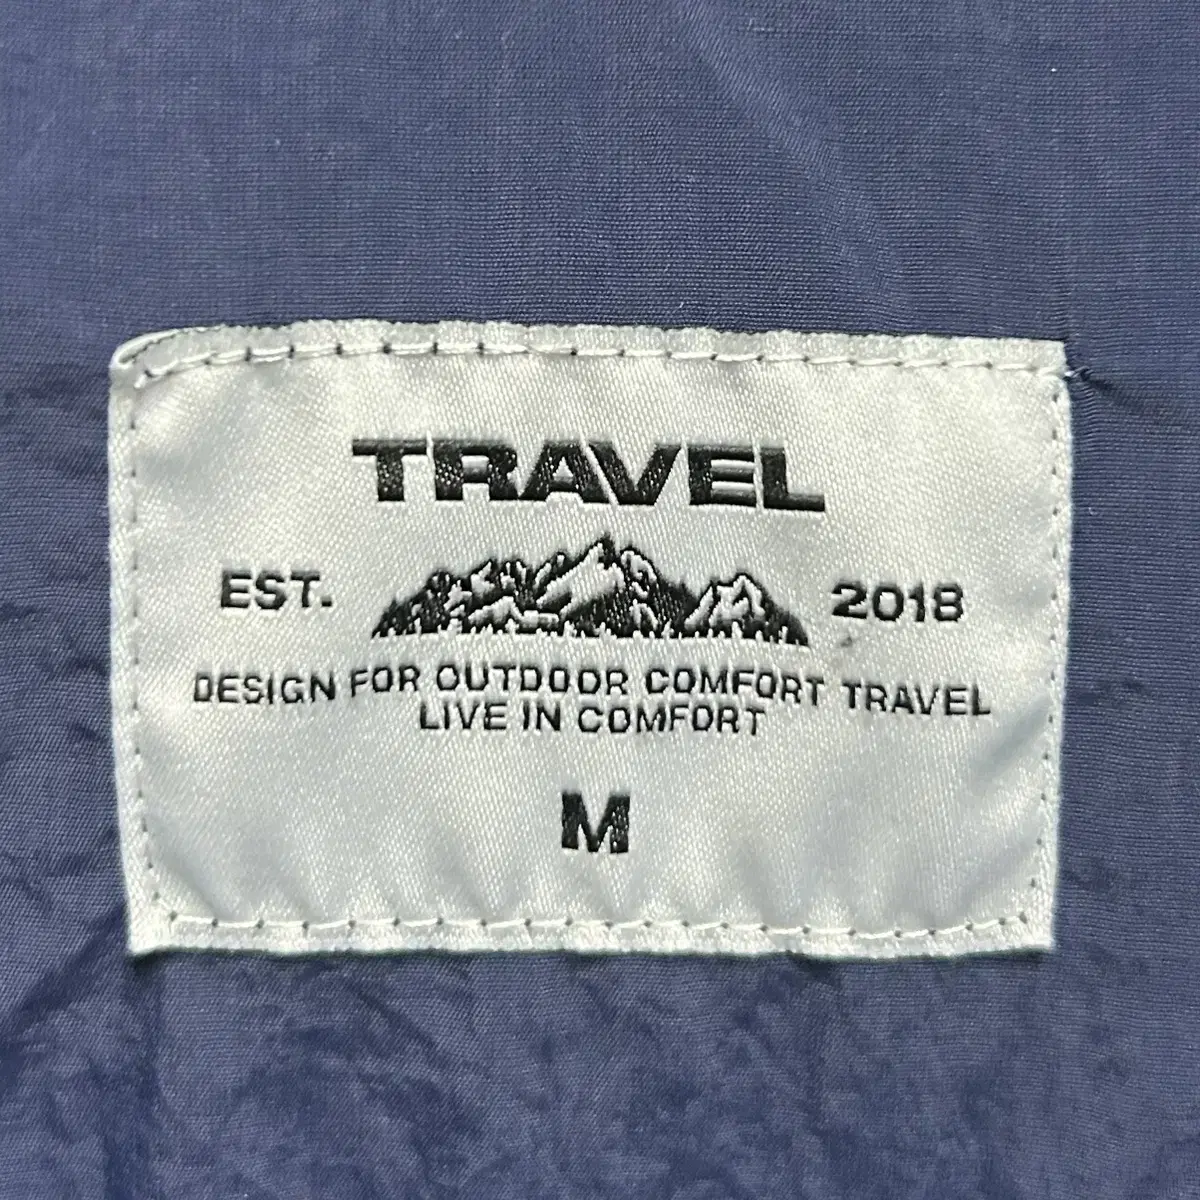 TRAVEL
EST. 2018
DESIGN FOR OUTDOOR COMFORT TRAVEL
LIVE IN COMFORT
M